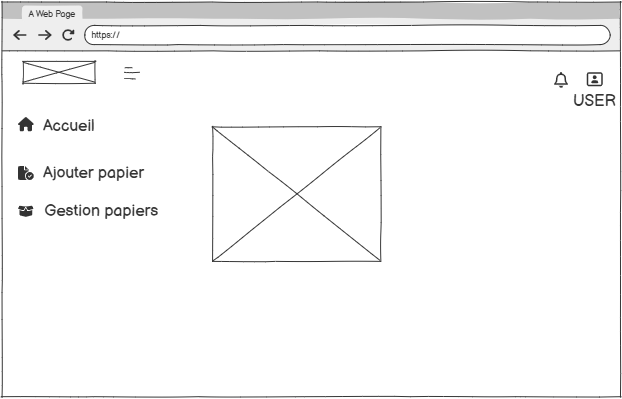 A Web Page
https://
USER
Accueil
Ajouter papier
Gestion papiers